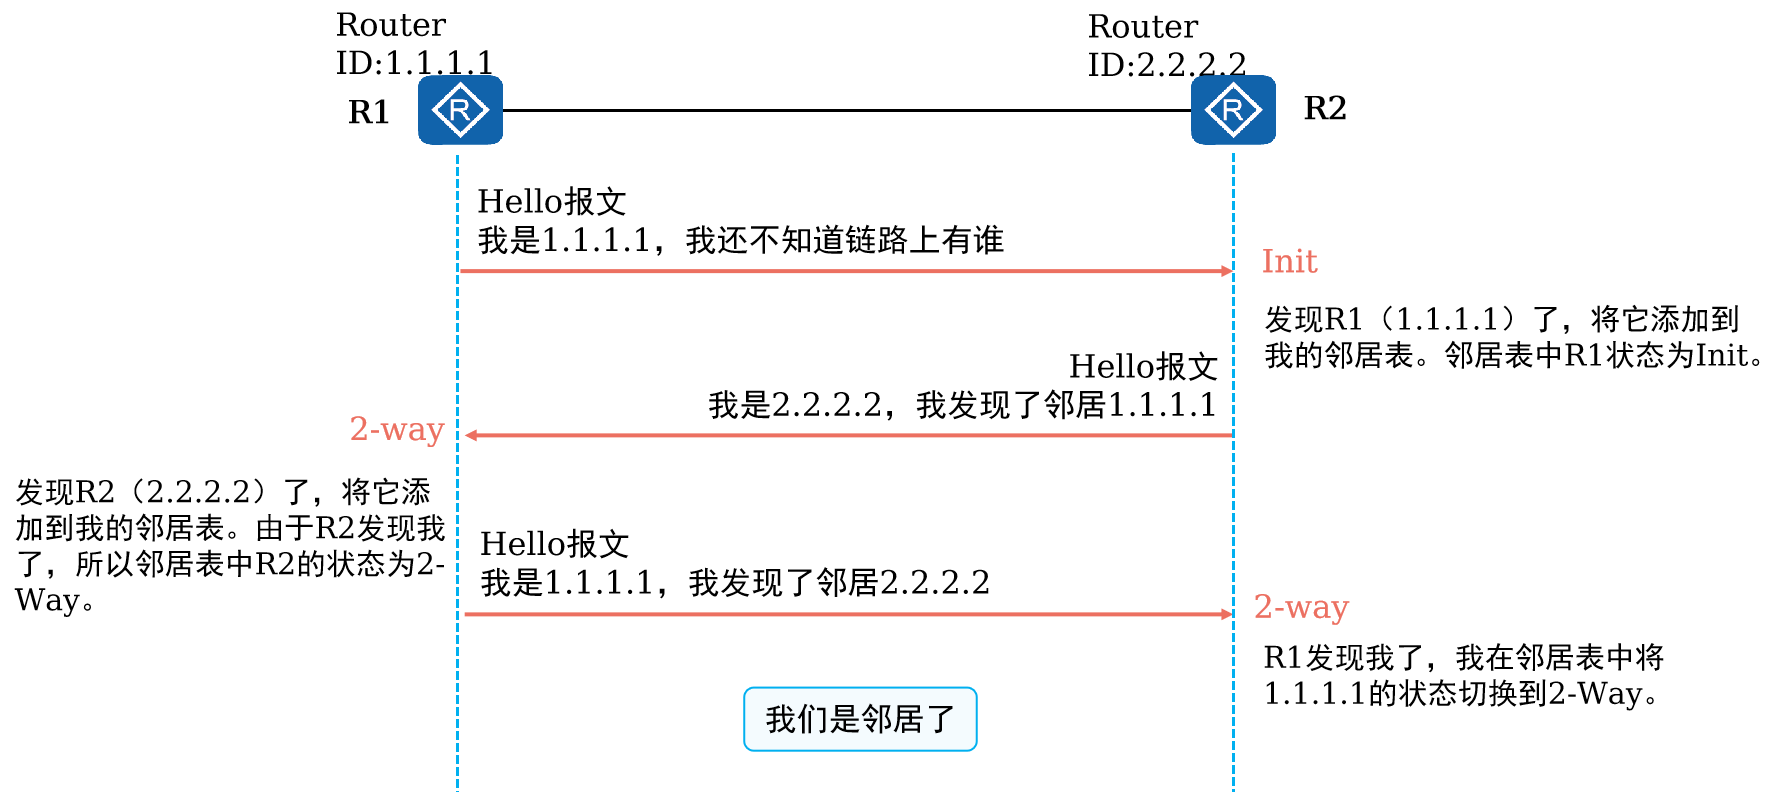 Router
ID:1.1.1.1
Router
ID:2.2.2.2
R1
R
R
R2
Hello报文
我是1.1.1.1，我还不知道链路上有谁
Init
发现R1（1.1.1.1）了，将它添加到
我的邻居表。邻居表中R1状态为Init。
Hello报文
我是2.2.2.2，我发现了邻居1.1.1.1
2-way
发现R2（2.2.2.2）了，将它添
加到我的邻居表。由于R2发现我
了，所以邻居表中R2的状态为2-
Way。
Hello报文
我是1.1.1.1，我发现了邻居2.2.2.2
2-way
R1发现我了，我在邻居表中将
1.1.1.1的状态切换到2-Way。
我们是邻居了